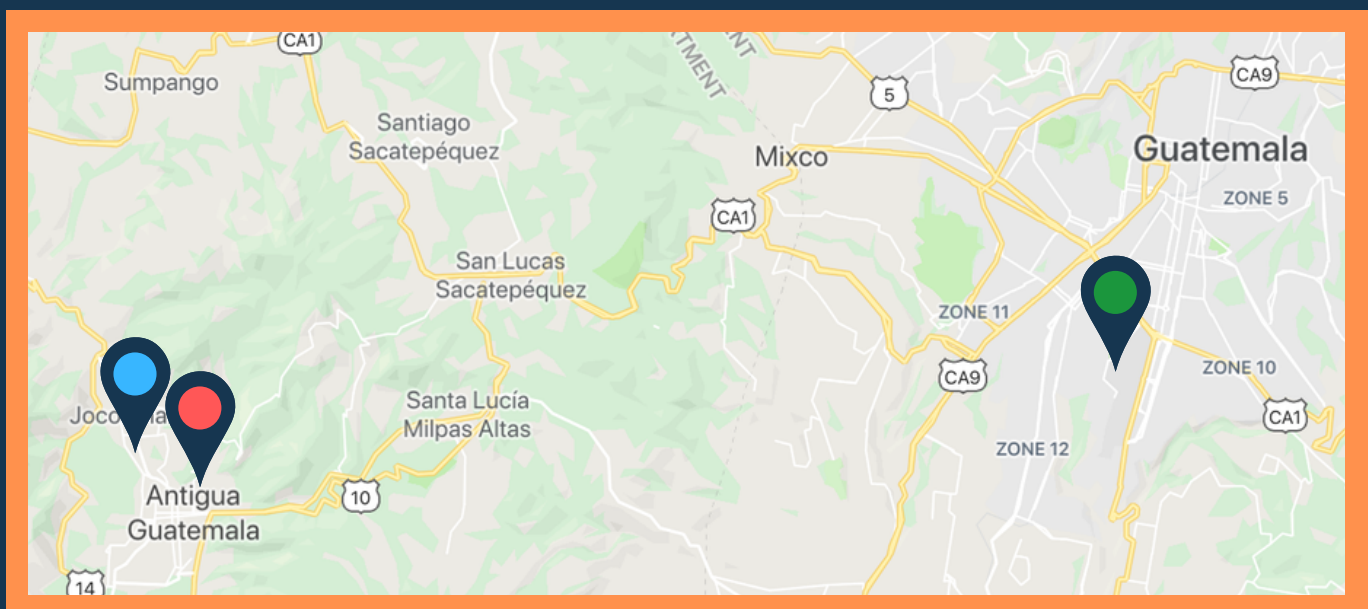 CA1
Sumpango
5
CA9
Santiago
Sacatepéquez
Mixco
Guatemala
ZONE 5
CA1
San Lucas
Sacatepéquez
ZONE 11
ZONE 10
CA9
CA1
Santa Lucía
Milpas Altas
ZONE 12
10
Antigua
Guatemala
14